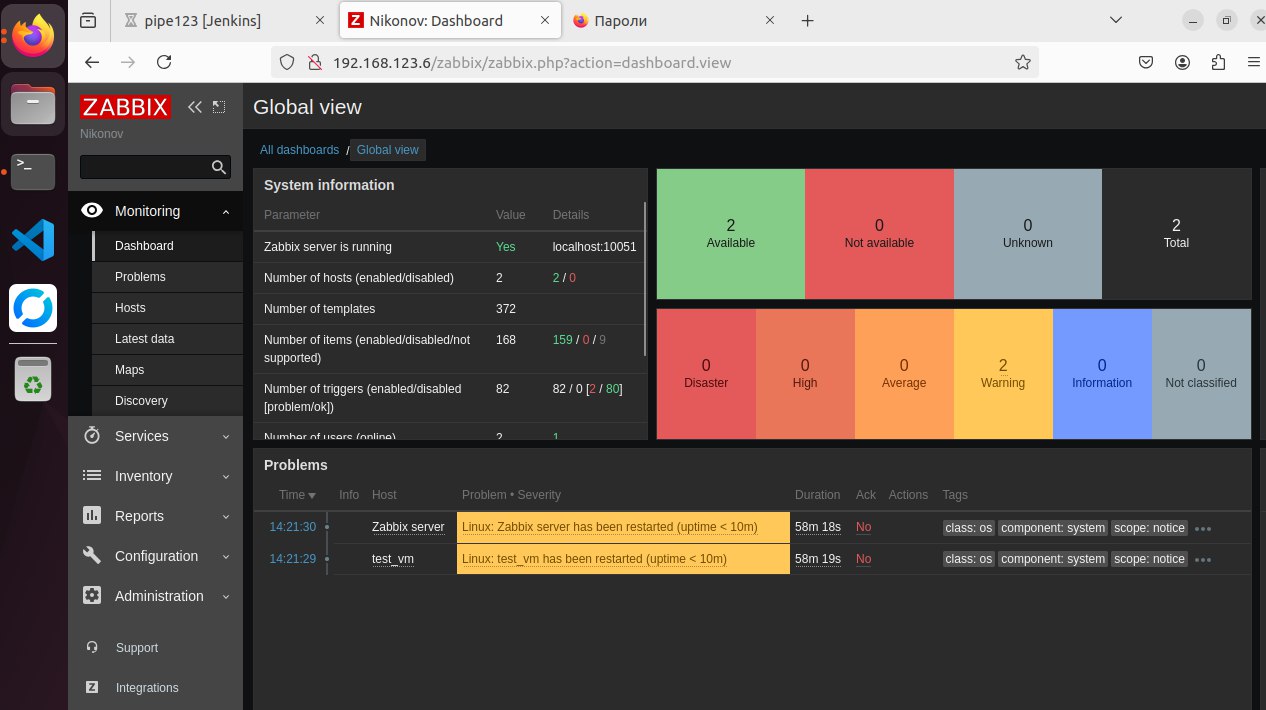 pipe123 [Jenkins]
Nikonov: Dashboard
Пароли
192.168.123.6/zabbix/zabbix.php?action=dashboard.view
ZABBIX
Nikonov
Monitoring
Dashboard
Problems
Hosts
Latest data
Maps
Discovery
Services
Inventory
Reports
Configuration
Administration
Support
Integrations
Global view
All dashboards / Global view
System information
Parameter Value Details
Zabbix server is running Yes localhost:10051
Number of hosts (enabled/disabled) 2 2 / 0
Number of templates 372
Number of items (enabled/disabled/not supported) 168 159 / 0 / 9
Number of triggers (enabled/disabled [problem/ok]) 82 82 / 0 [2 / 80]
Number of users (online) 2 1
2 Available
0 Not available
0 Unknown
2 Total
0 Disaster
0 High
0 Average
2 Warning
0 Information
0 Not classified
Problems
Time Info Host Problem • Severity Duration Ack Actions Tags
14:21:30 Zabbix server Linux: Zabbix server has been restarted (uptime < 10m) 58m 18s No class: os component: system scope: notice •••
14:21:29 test_vm Linux: test_vm has been restarted (uptime < 10m) 58m 19s No class: os component: system scope: notice •••